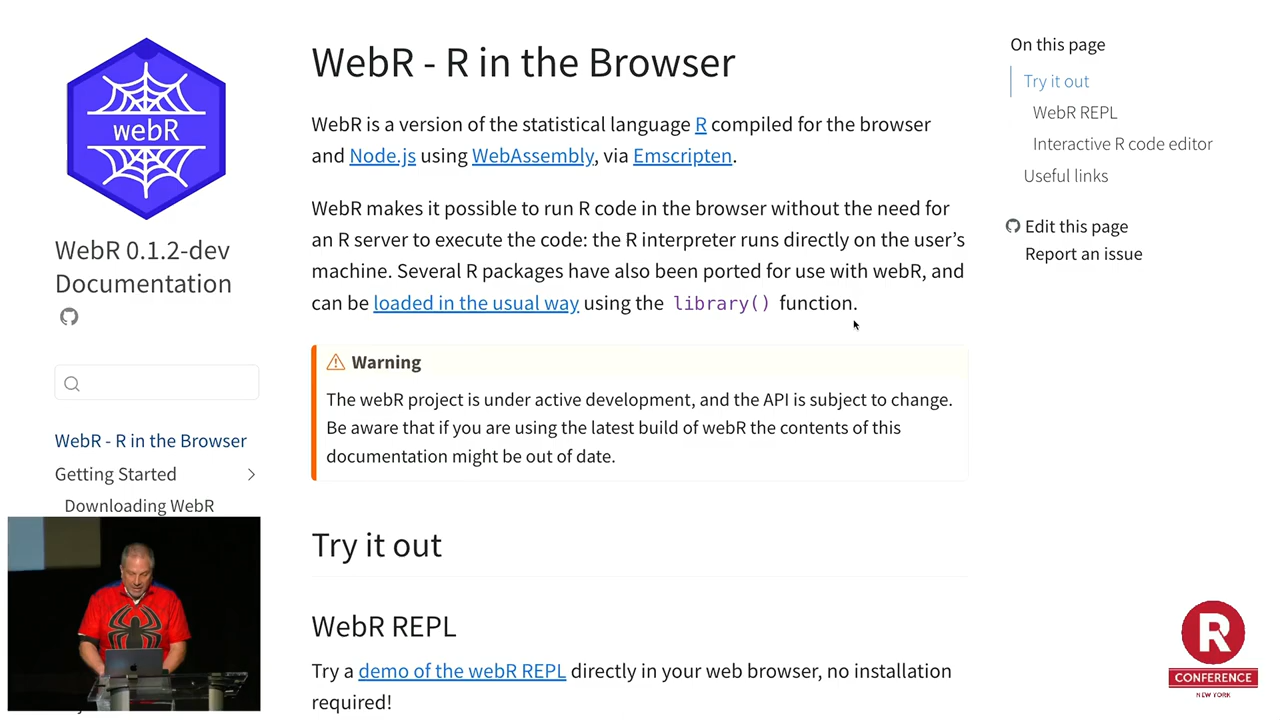 webR
WebR 0.1.2-dev
Documentation
WebR - R in the Browser
Getting Started
Downloading WebR
WebR - R in the Browser
WebR is a version of the statistical language R compiled for the browser
and Node.js using WebAssembly, via Emscripten.
WebR makes it possible to run R code in the browser without the need for
an R server to execute the code: the R interpreter runs directly on the user’s
machine. Several R packages have also been ported for use with webR, and
can be loaded in the usual way using the library() function.
Warning
The webR project is under active development, and the API is subject to change.
Be aware that if you are using the latest build of webR the contents of this
documentation might be out of date.
Try it out
WebR REPL
Try a demo of the webR REPL directly in your web browser, no installation
required!
On this page
Try it out
WebR REPL
Interactive R code editor
Useful links
Edit this page
Report an issue
R
CONFERENCE
NEW YORK